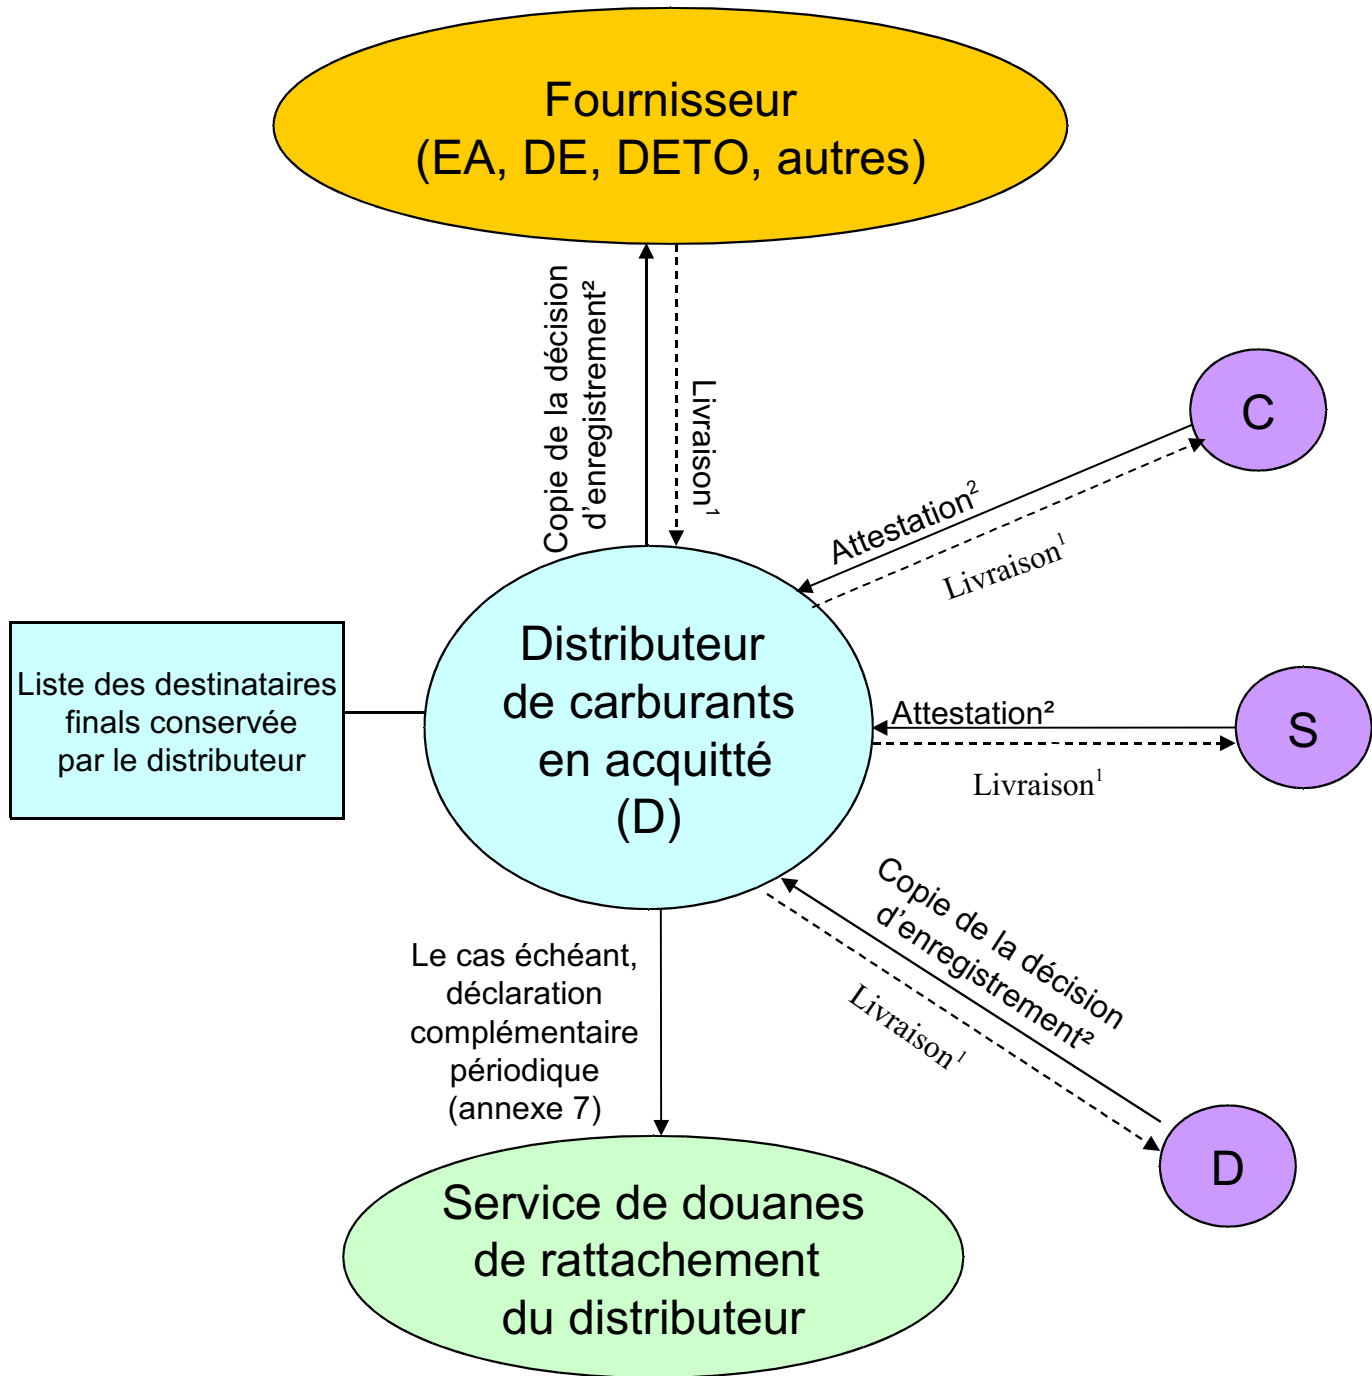 Fournisseur
(EA, DE, DETO, autres)
Copie de la décision
d’enregistrement²
Livraison¹
C
Attestation²
Livraison¹
Distributeur
de carburants
en acquitté
(D)
Liste des destinataires
finals conservée
par le distributeur
Attestation²
Livraison¹
S
Copie de la décision
d’enregistrement²
Livraison¹
D
Le cas échéant,
déclaration
complémentaire
périodique
(annexe 7)
Service de douanes
de rattachement
du distributeur